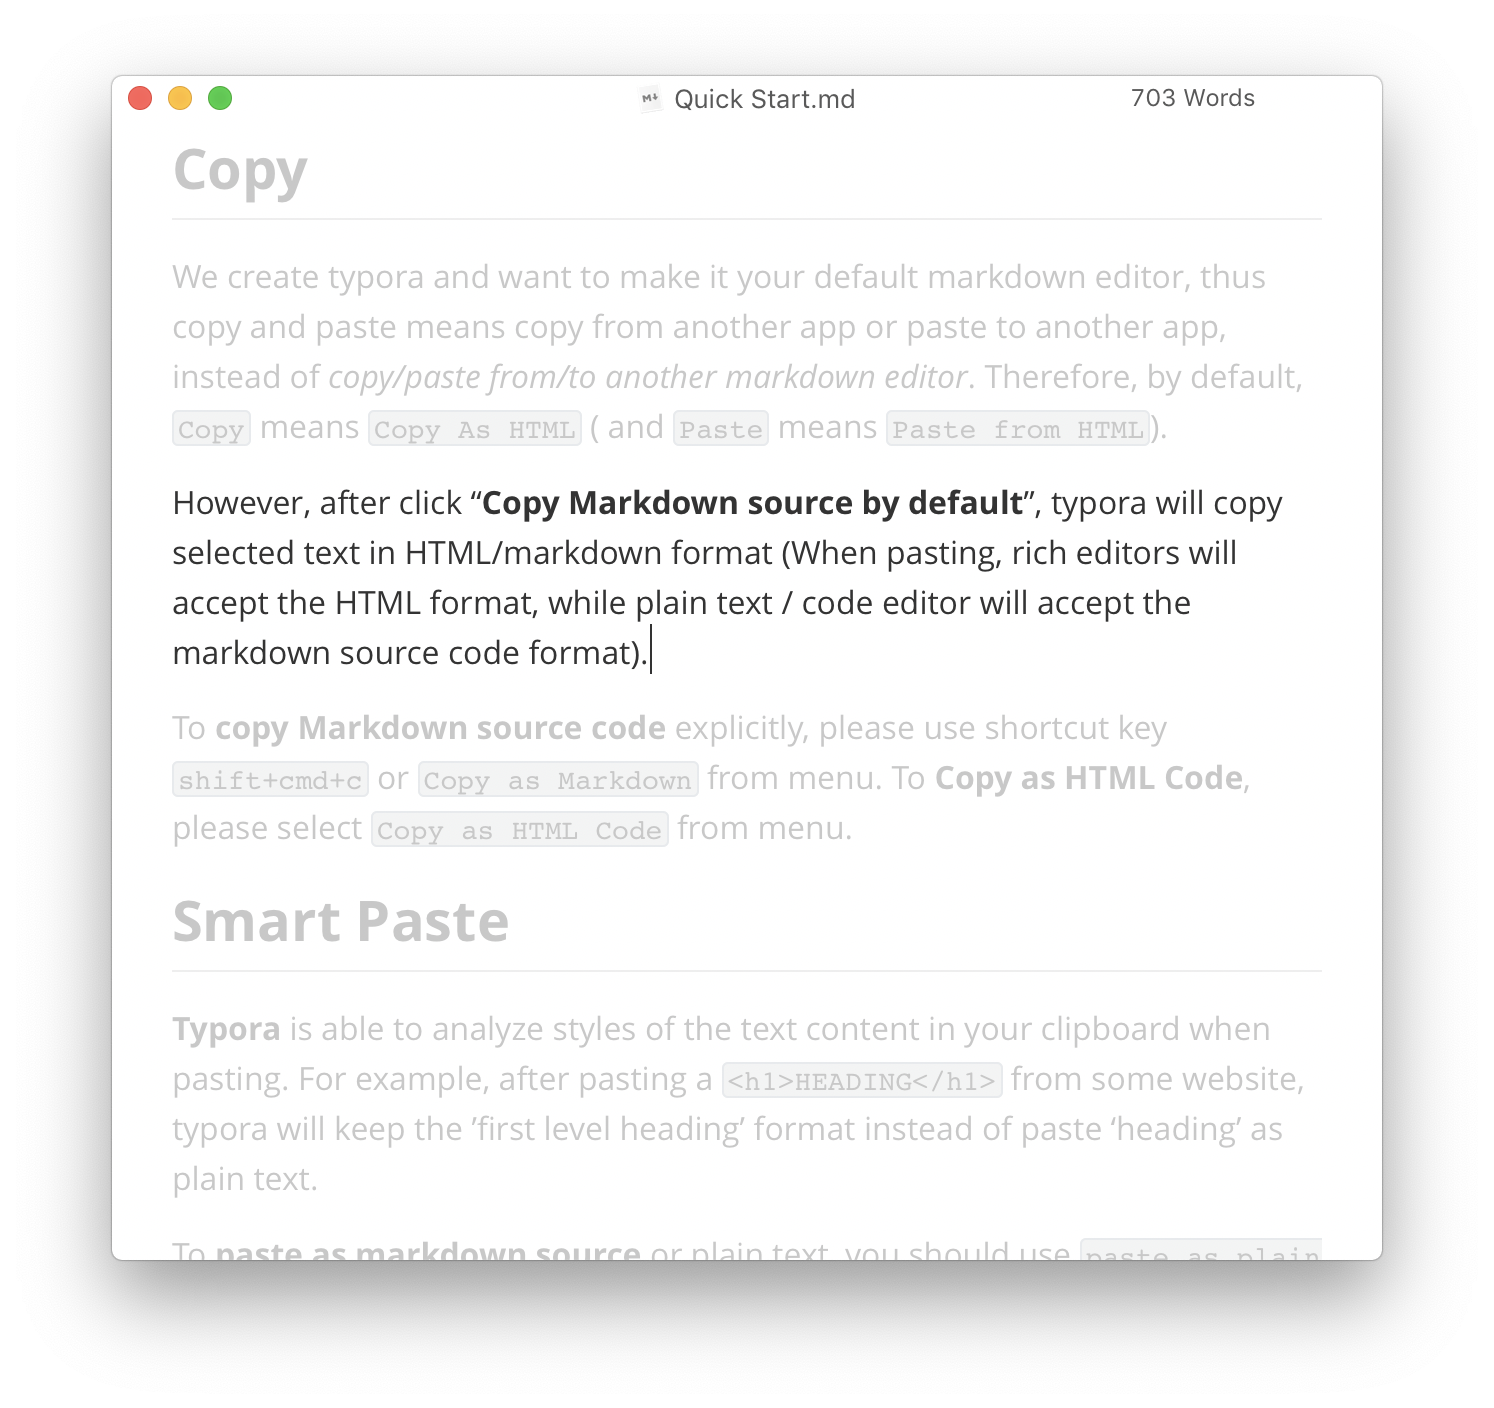 Quick Start.md
703 Words
Copy
We create typora and want to make it your default markdown editor, thus
copy and paste means copy from another app or paste to another app,
instead of copy/paste from/to another markdown editor. Therefore, by default,
Copy means Copy As HTML ( and Paste means Paste from HTML).
However, after click “Copy Markdown source by default”, typora will copy
selected text in HTML/markdown format (When pasting, rich editors will
accept the HTML format, while plain text / code editor will accept the
markdown source code format).
To copy Markdown source code explicitly, please use shortcut key
shift+cmd+c or Copy as Markdown from menu. To Copy as HTML Code,
please select Copy as HTML Code from menu.
Smart Paste
Typora is able to analyze styles of the text content in your clipboard when
pasting. For example, after pasting a <h1>HEADING</h1> from some website,
typora will keep the ’first level heading’ format instead of paste ‘heading’ as
plain text.
To paste as markdown source or plain text, you should use paste as plain